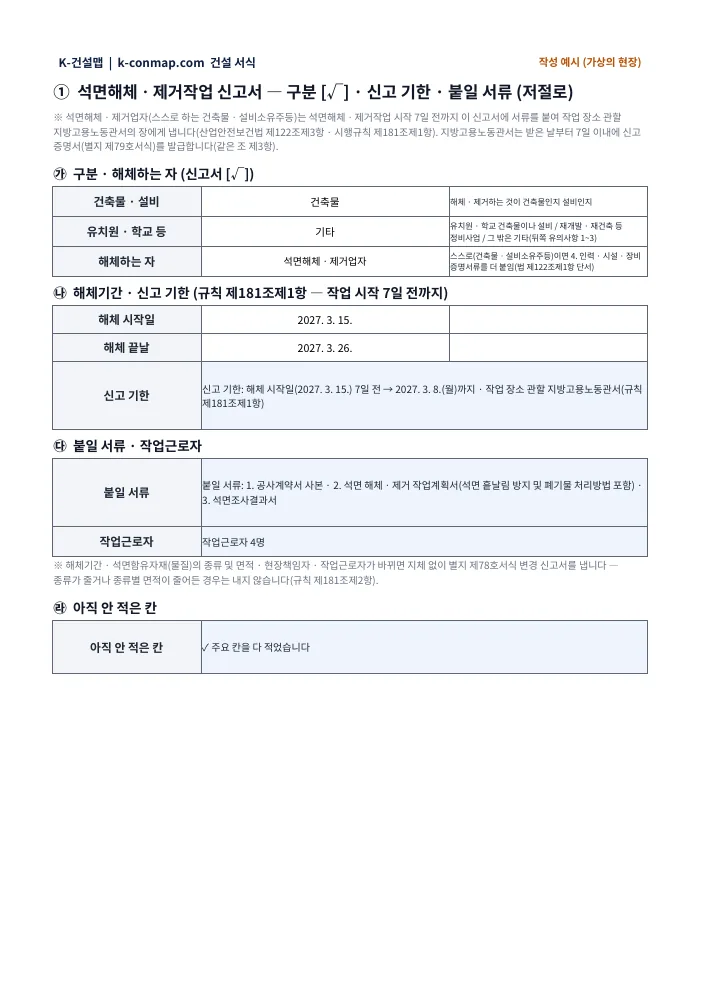 K-건설맵 | k-conmap.com 건설 서식
작성 예시 (가상의 현장)
① 석면해체ㆍ제거작업 신고서 — 구분 [√]ㆍ신고 기한ㆍ붙일 서류 (저절로)
※ 석면해체ㆍ제거업자(스스로 하는 건축물ㆍ설비소유주등)는 석면해체ㆍ제거작업 시작 7일 전까지 이 신고서에 서류를 붙여 작업 장소 관할
지방고용노동관서의 장에게 냅니다(산업안전보건법 제122조제3항ㆍ시행규칙 제181조제1항). 지방고용노동관서는 받은 날부터 7일 이내에 신고
증명서(별지 제79호서식)를 발급합니다(같은 조 제3항).
㉮ 구분ㆍ해체하는 자 (신고서 [√])
건축물ㆍ설비
건축물
해체ㆍ제거하는 것이 건축물인지 설비인지
유치원ㆍ학교 등
기타
유치원ㆍ학교 건축물이나 설비 / 재개발ㆍ재건축 등
정비사업 / 그 밖은 기타(뒤쪽 유의사항 1~3)
해체하는 자
석면해체ㆍ제거업자
스스로(건축물ㆍ설비소유주등)이면 4. 인력ㆍ시설ㆍ장비
증명서류를 더 붙임(법 제122조제1항 단서)
㉯ 해체기간ㆍ신고 기한 (규칙 제181조제1항 — 작업 시작 7일 전까지)
해체 시작일
2027. 3. 15.
해체 끝날
2027. 3. 26.
신고 기한
신고 기한: 해체 시작일(2027. 3. 15.) 7일 전 → 2027. 3. 8.(월)까지ㆍ작업 장소 관할 지방고용노동관서(규칙
제181조제1항)
㉰ 붙일 서류ㆍ작업근로자
붙일 서류
붙일 서류: 1. 공사계약서 사본ㆍ2. 석면 해체ㆍ제거 작업계획서(석면 흩날림 방지 및 폐기물 처리방법 포함)ㆍ
3. 석면조사결과서
작업근로자
작업근로자 4명
※ 해체기간ㆍ석면함유자재(물질)의 종류 및 면적ㆍ현장책임자ㆍ작업근로자가 바뀌면 지체 없이 별지 제78호서식 변경 신고서를 냅니다 —
종류가 줄거나 종류별 면적이 줄어든 경우는 내지 않습니다(규칙 제181조제2항).
㉱ 아직 안 적은 칸
아직 안 적은 칸
✓ 주요 칸을 다 적었습니다